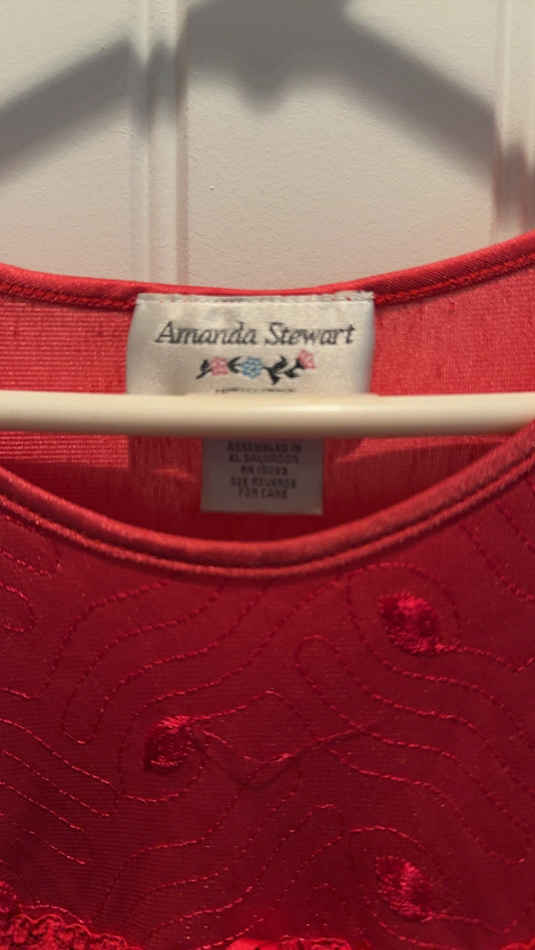 Amanda Stewart
ASSEMBLED IN
EL SALVADOR
SEE REVERSE
FOR CARE